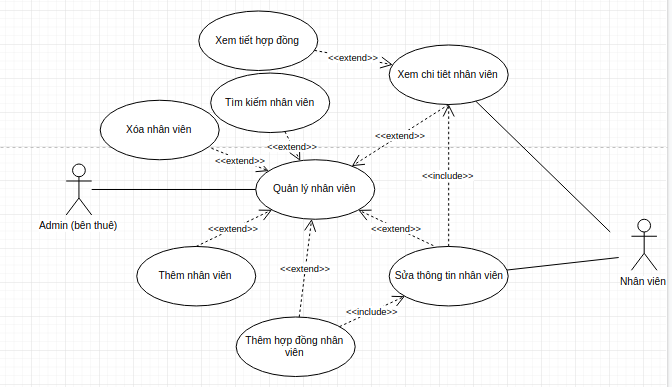 Xem tiết hợp đồng
<<extend>>
Xem chi tiêt nhân viên
Tìm kiếm nhân viên
Xóa nhân viên
<<extend>>
<<extend>>
<<extend>>
<<include>>
Quản lý nhân viên
Admin (bên thuê)
<<extend>>
<<extend>>
Thêm nhân viên
<<extend>>
Sửa thông tin nhân viên
Nhân viên
<<include>>
Thêm hợp đồng nhân
viên